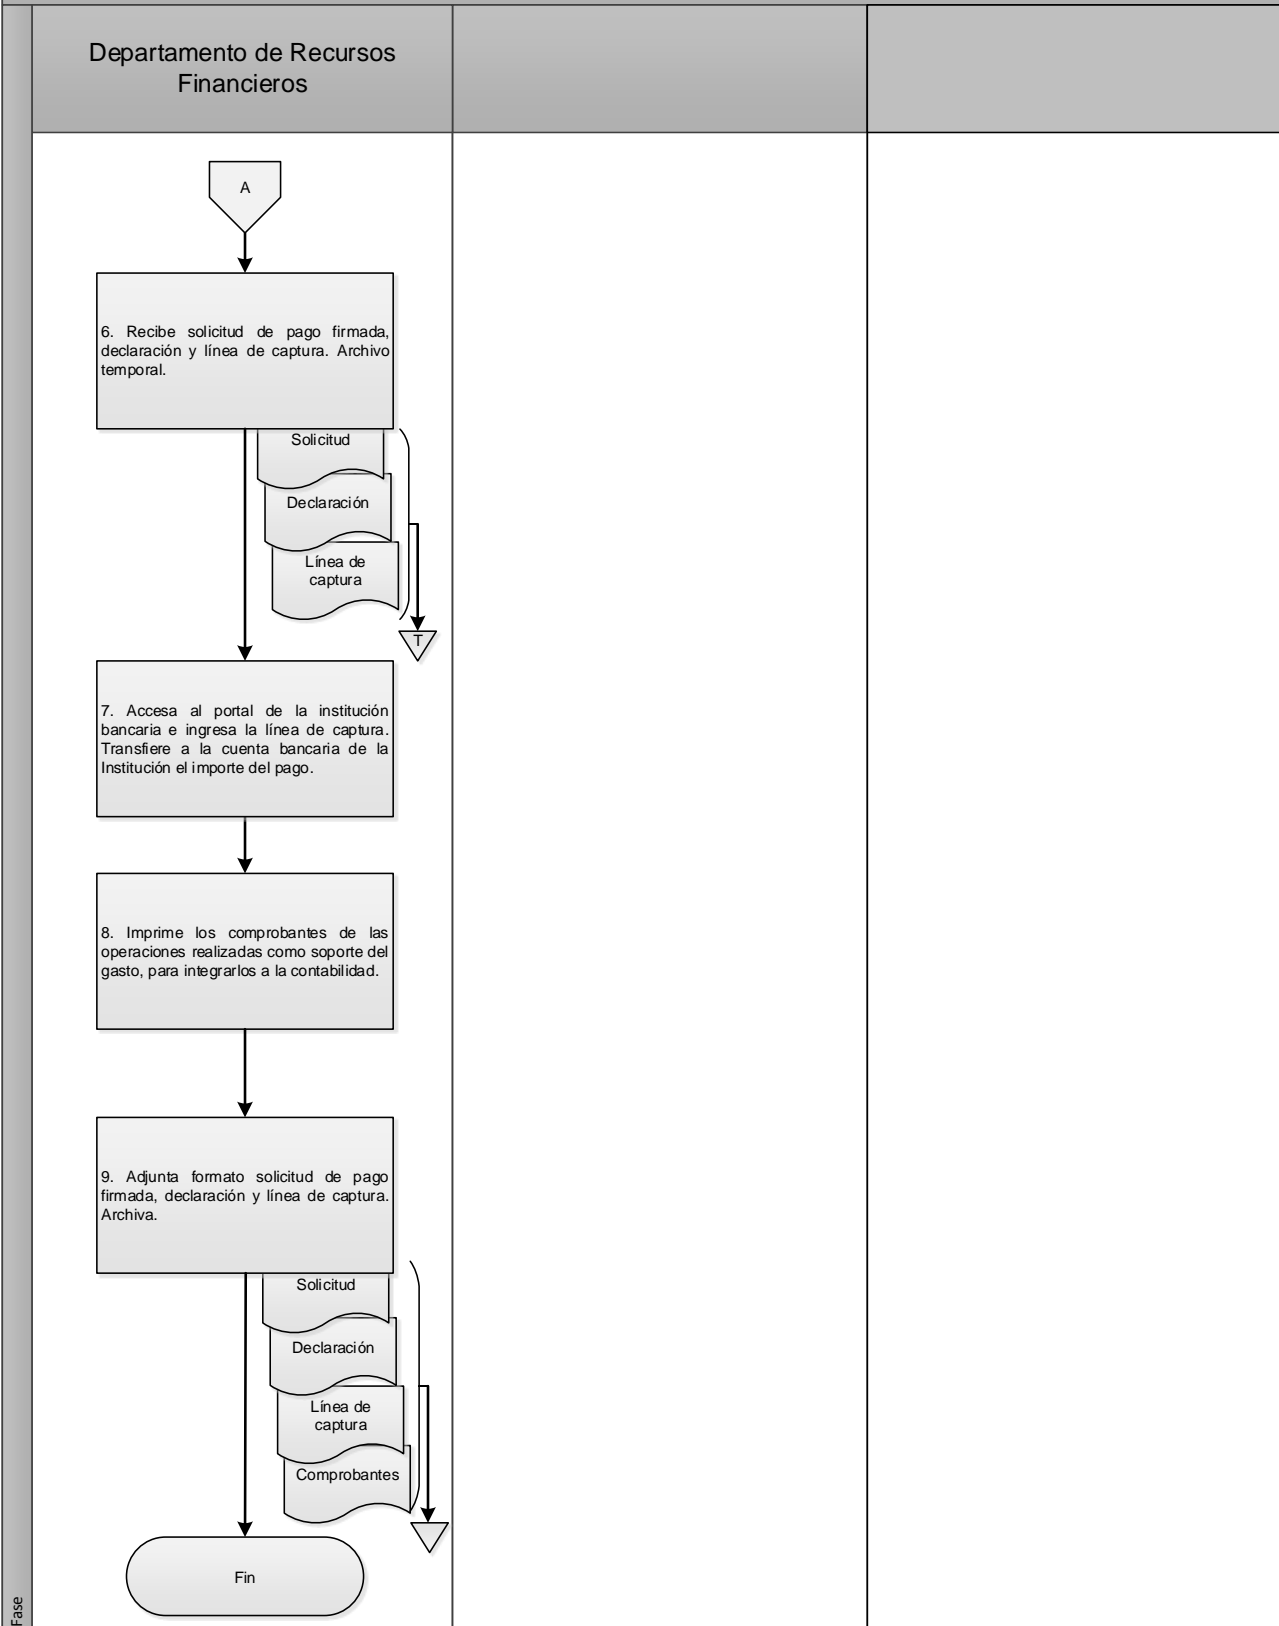 Departamento de Recursos
Financieros
A
6. Recibe solicitud de pago firmada,
declaración y línea de captura. Archivo
temporal.
Solicitud
Declaración
Línea de
captura
T
7. Accesa al portal de la institución
bancaria e ingresa la línea de captura.
Transfiere a la cuenta bancaria de la
Institución el importe del pago.
8. Imprime los comprobantes de las
operaciones realizadas como soporte del
gasto, para integrarlos a la contabilidad.
9. Adjunta formato solicitud de pago
firmada, declaración y línea de captura.
Archiva.
Solicitud
Declaración
Línea de
captura
Comprobantes
Fin
Fase